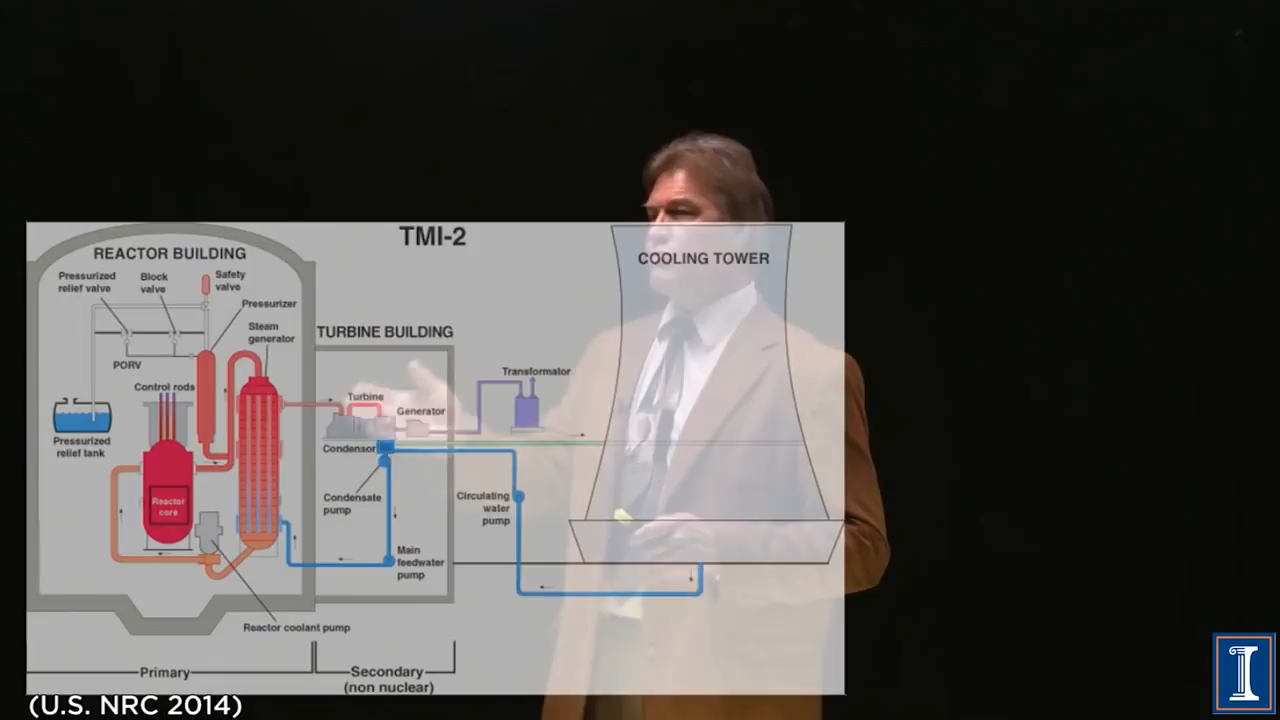 TMI-2
REACTOR BUILDING
COOLING TOWER
Pressurized
relief valve
Block
valve
Safety
valve
Pressurizer
Steam
generator
TURBINE BUILDING
PORV
Control rods
Turbine
Generator
Transformator
Pressurized
relief tank
Condensor
Reactor
core
Condensate
pump
Circulating
water
pump
Main
feedwater
pump
Reactor coolant pump
Primary
Secondary
(non nuclear)
(U.S. NRC 2014)
I